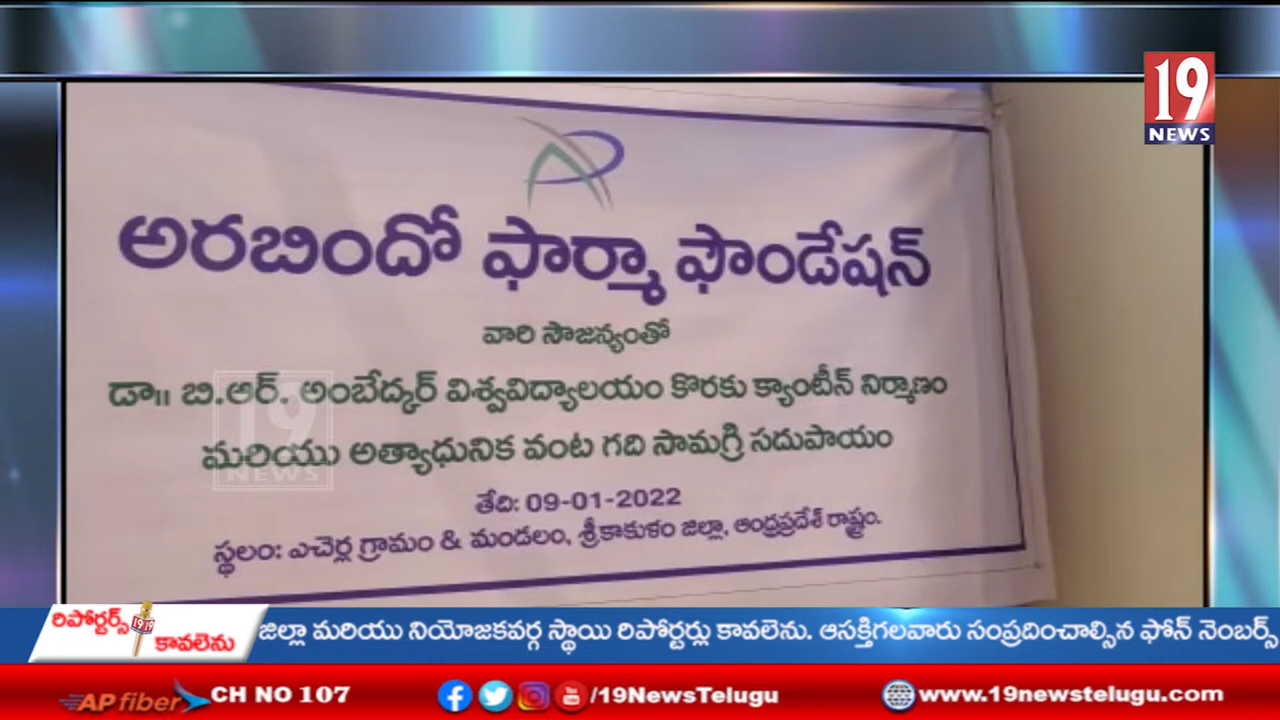 19
NEWS
అరబిందో ఫార్మా ఫౌండేషన్
వారి సౌజన్యంతో
డా॥ బి.ఆర్. అంబేద్కర్ విశ్వవిద్యాలయం కొరకు క్యాంటీన్ నిర్మాణం
మరియు అత్యాధునిక వంట గది సామగ్రి సదుపాయం
19
NEWS
తేది: 09-01-2022
స్థలం: ఎచెర్ల గ్రామం & మండలం, శ్రీకాకుళం జిల్లా, ఆంధ్రప్రదేశ్ రాష్ట్రం.
రిపోర్టర్స్ కావలెను
జిల్లా మరియు నియోజకవర్గ స్థాయి రిపోర్టర్లు కావలెను. ఆసక్తిగలవారు సంప్రదించాల్సిన ఫోన్ నెంబర్స్
AP fiber CH NO 107 /19NewsTelugu www.19newstelugu.com